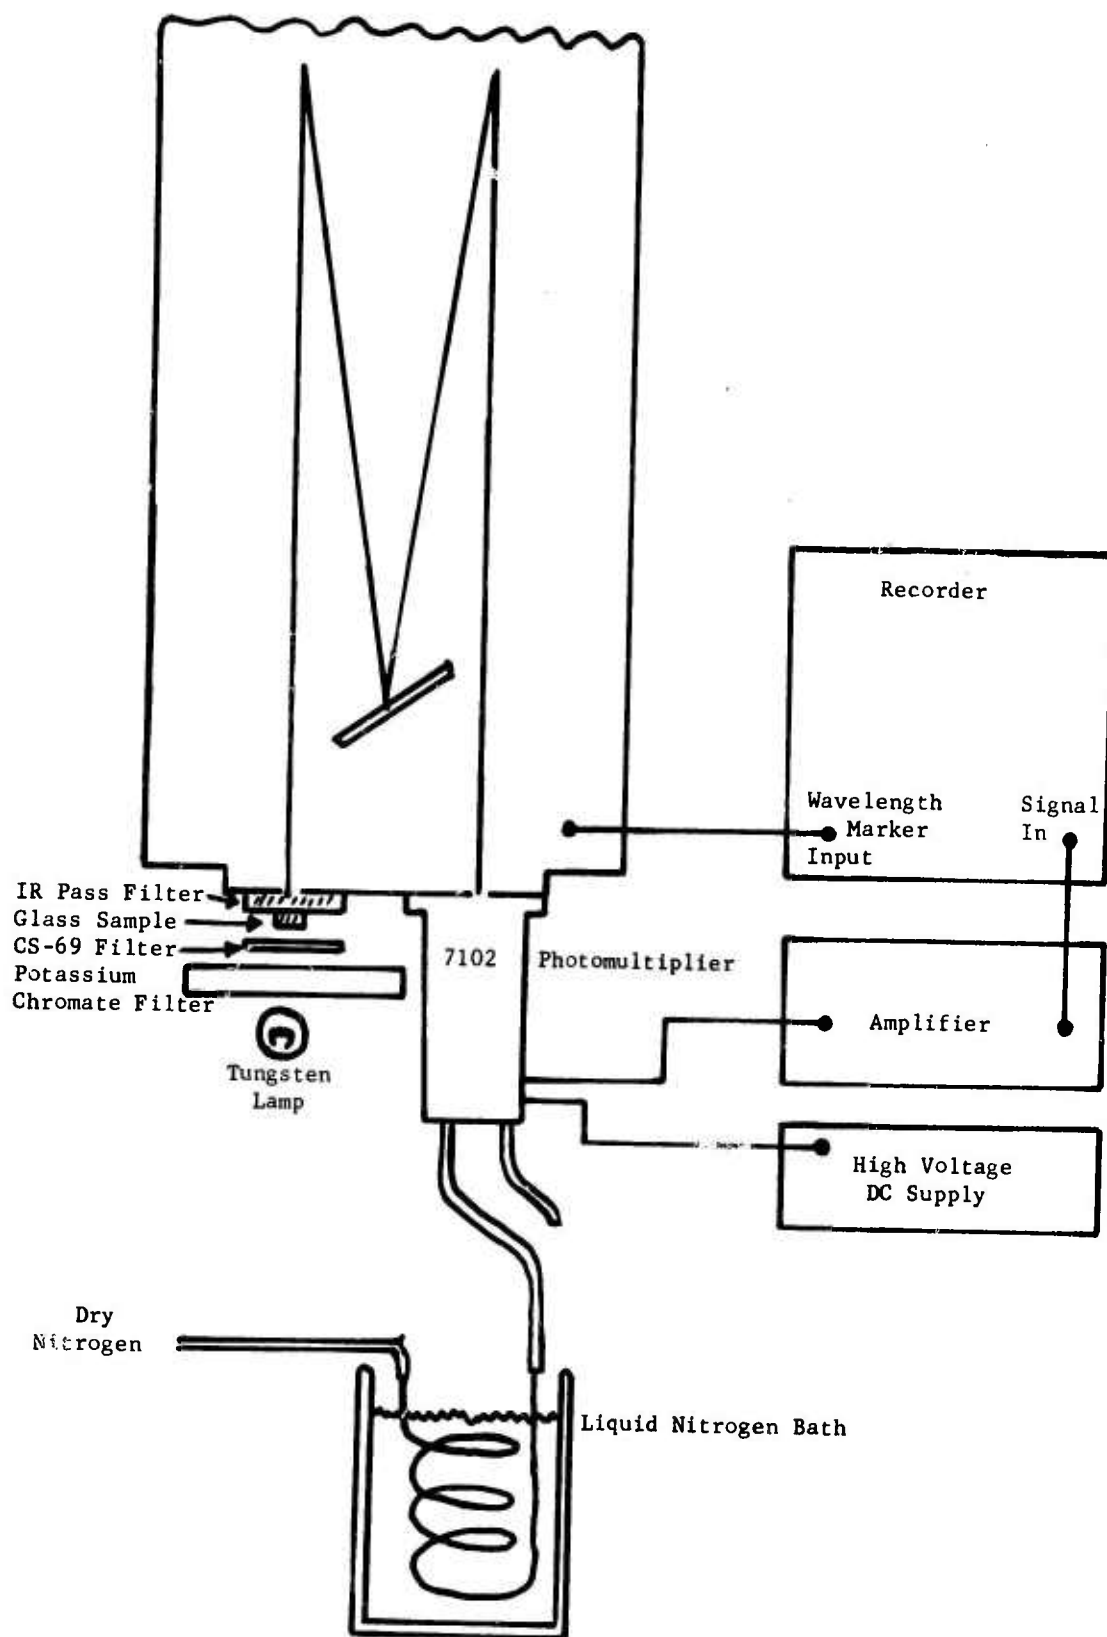 Recorder
Wavelength
Marker
Input
Signal
In
IR Pass Filter
Glass Sample
CS-69 Filter
Potassium
Chromate Filter
7102 Photomultiplier
Amplifier
Tungsten
Lamp
High Voltage
DC Supply
Dry
Nitrogen
Liquid Nitrogen Bath